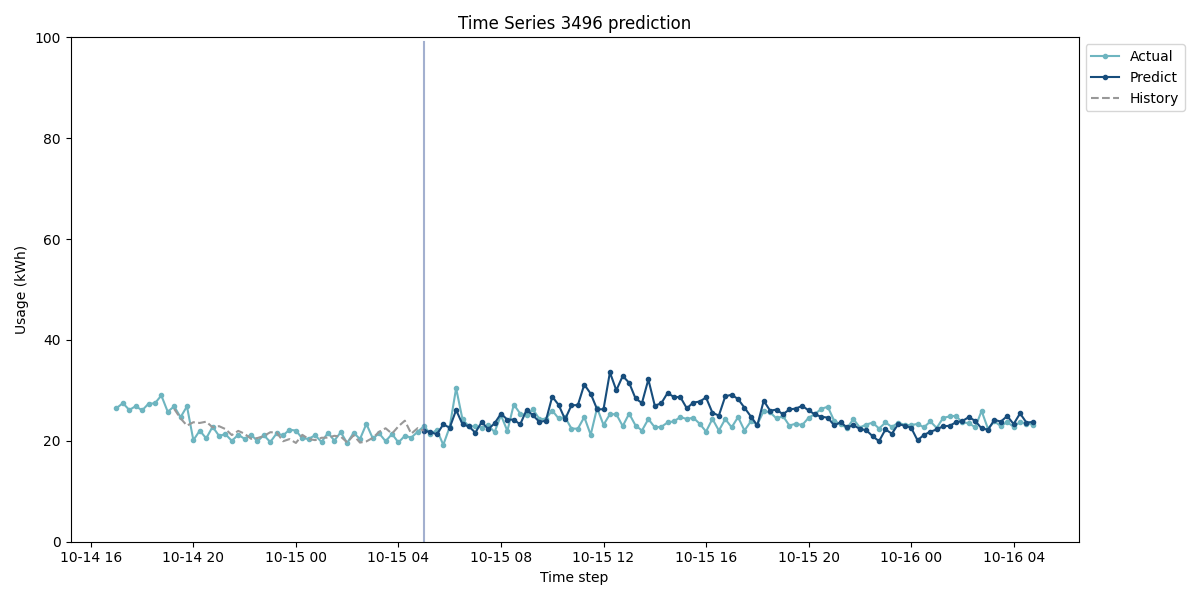 Time Series 3496 prediction
100
80
60
40
20
0
Usage (kWh)
10-14 16
10-14 20
10-15 00
10-15 04
10-15 08
10-15 12
10-15 16
10-15 20
10-16 00
10-16 04
Time step
Actual
Predict
History